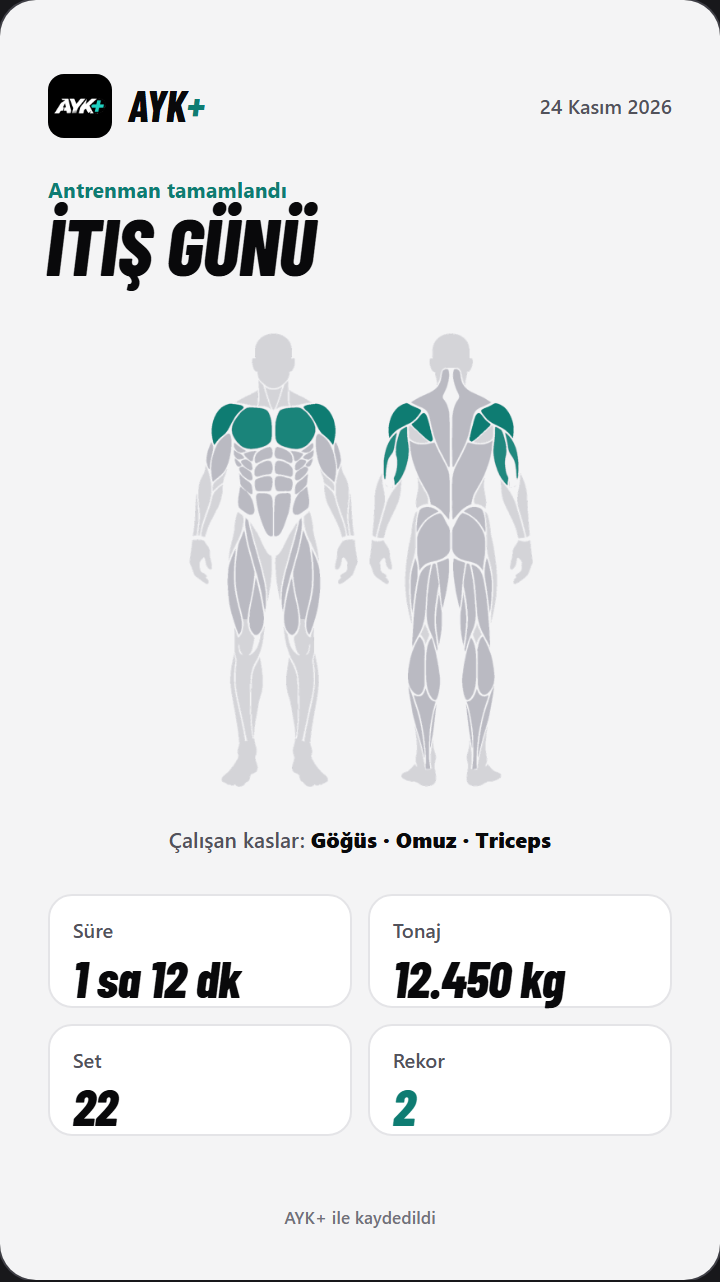 AYK+ AYK+ 24 Kasım 2026
Antrenman tamamlandı
İTIŞ GÜNÜ
Çalışan kaslar: Göğüs · Omuz · Triceps
Süre
1 sa 12 dk
Tonaj
12.450 kg
Set
22
Rekor
2
AYK+ ile kaydedildi